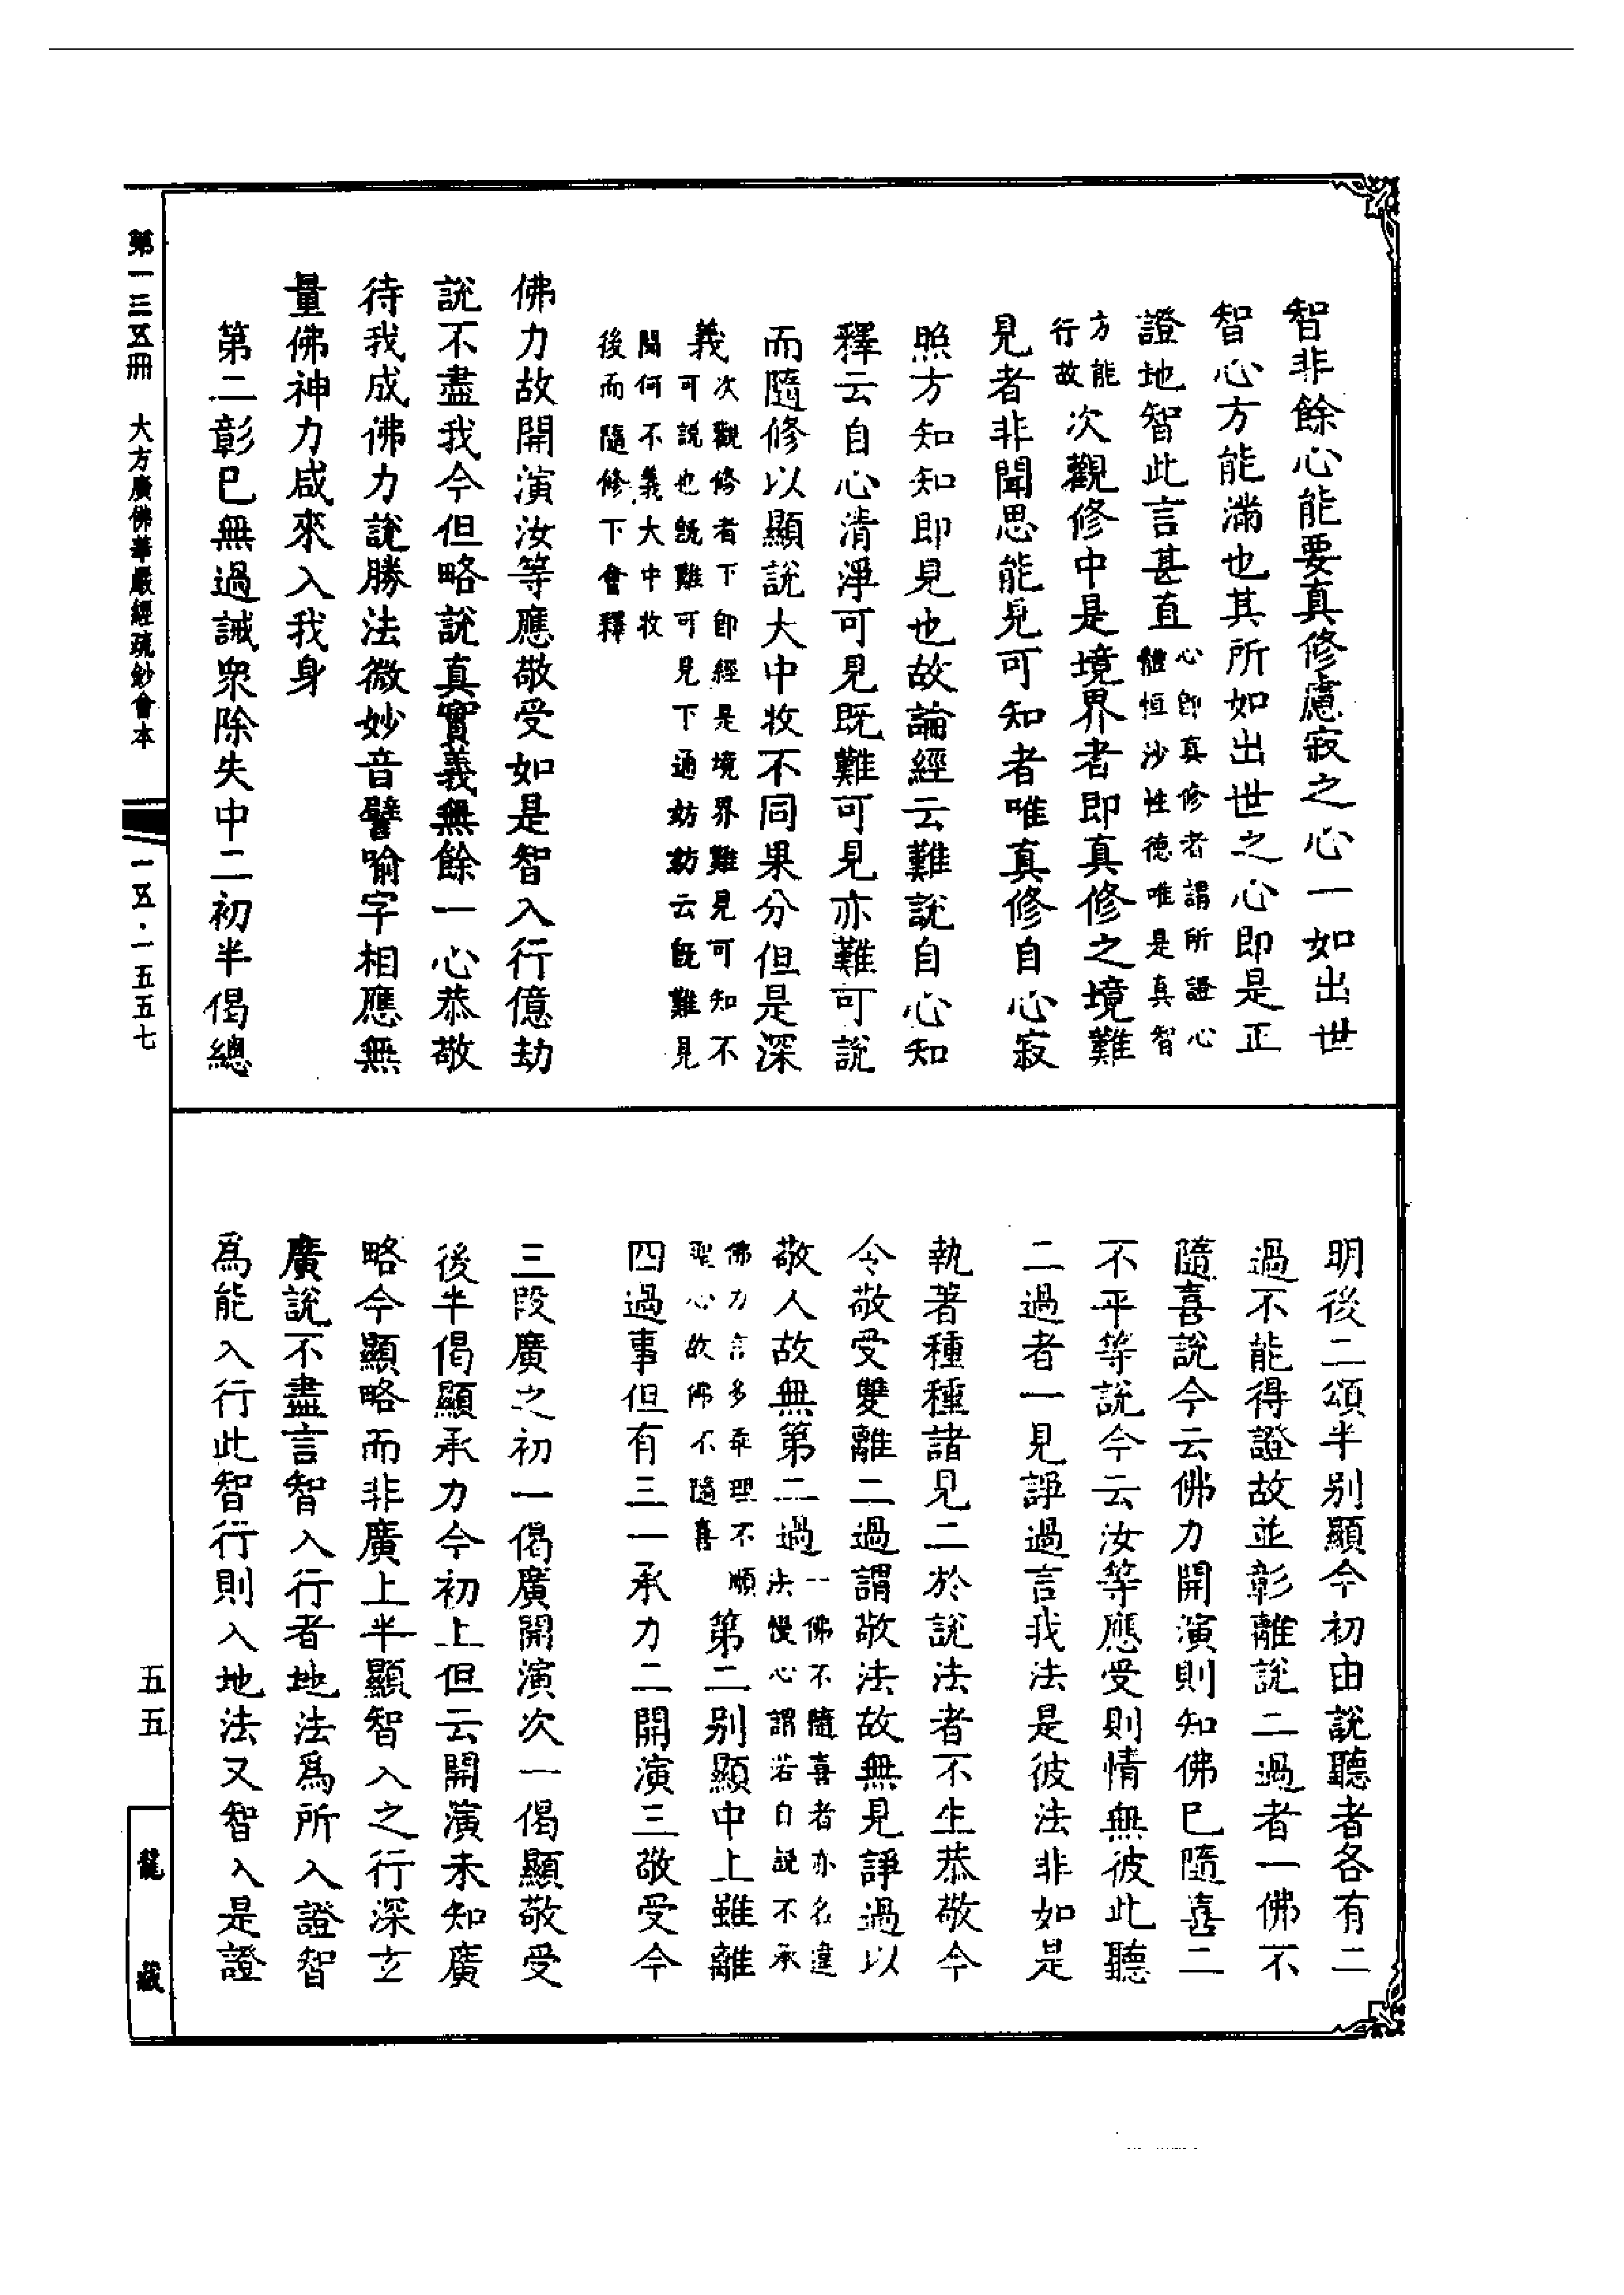 智非餘心能要真修慮寂之心一如出世
智心方能滿也其所如出世之心即是正
證地智此言甚直心即真修者謂所證心
體恒沙性德唯是真智
方能
行故次觀修中是境界者即真修之境難
見者非聞思能見可知者唯真修自心寂
照方知知即見也故論經云難說自心知
釋云自心清淨可見既難可見亦難可說
而隨修以顯說大中收不同果分但是深
義次觀修者下即經是境界難見可知不
可說也既難可見下通妨妨云既難見
聞何不義大中收
後而隨修下會釋
佛力故開演汝等應敬受如是智入行億劫
說不盡我今但略說真實義無餘一心恭敬
待我成佛力說勝法微妙音譬喻字相應無
量佛神力咸來入我身
第二彰已無過誡眾除失中二初半偈總
明後二頌半別顯今初由說聽者各有二
過不能得證故並彰離說二過者一佛不
隨喜說今云佛力開演則知佛已隨喜二
不平等說今云汝等應受則情無彼此聽
二過者一見諍過言我法是彼法非如是
執著種種諸見二於說法者不生恭敬今
令敬受雙離二過謂敬法故無見諍過以
敬人故無第二過一佛不隨喜者亦名違
法慢心謂若自說不承
佛力言多乖理不順
聖心故佛不隨喜第二別顯中上雖離
四過事但有三一承力二開演三敬受今
三段廣之初一偈廣開演次一偈顯敬受
後半偈顯承力今初上但云開演未知廣
略今顯略而非廣上半顯智入之行深玄
廣說不盡言智入行者地法為所入證智
為能入行此智行則入地法又智入是證
第一三五冊 大方廣佛華嚴經疏鈔會本 一五·一五五七
五五
龍藏